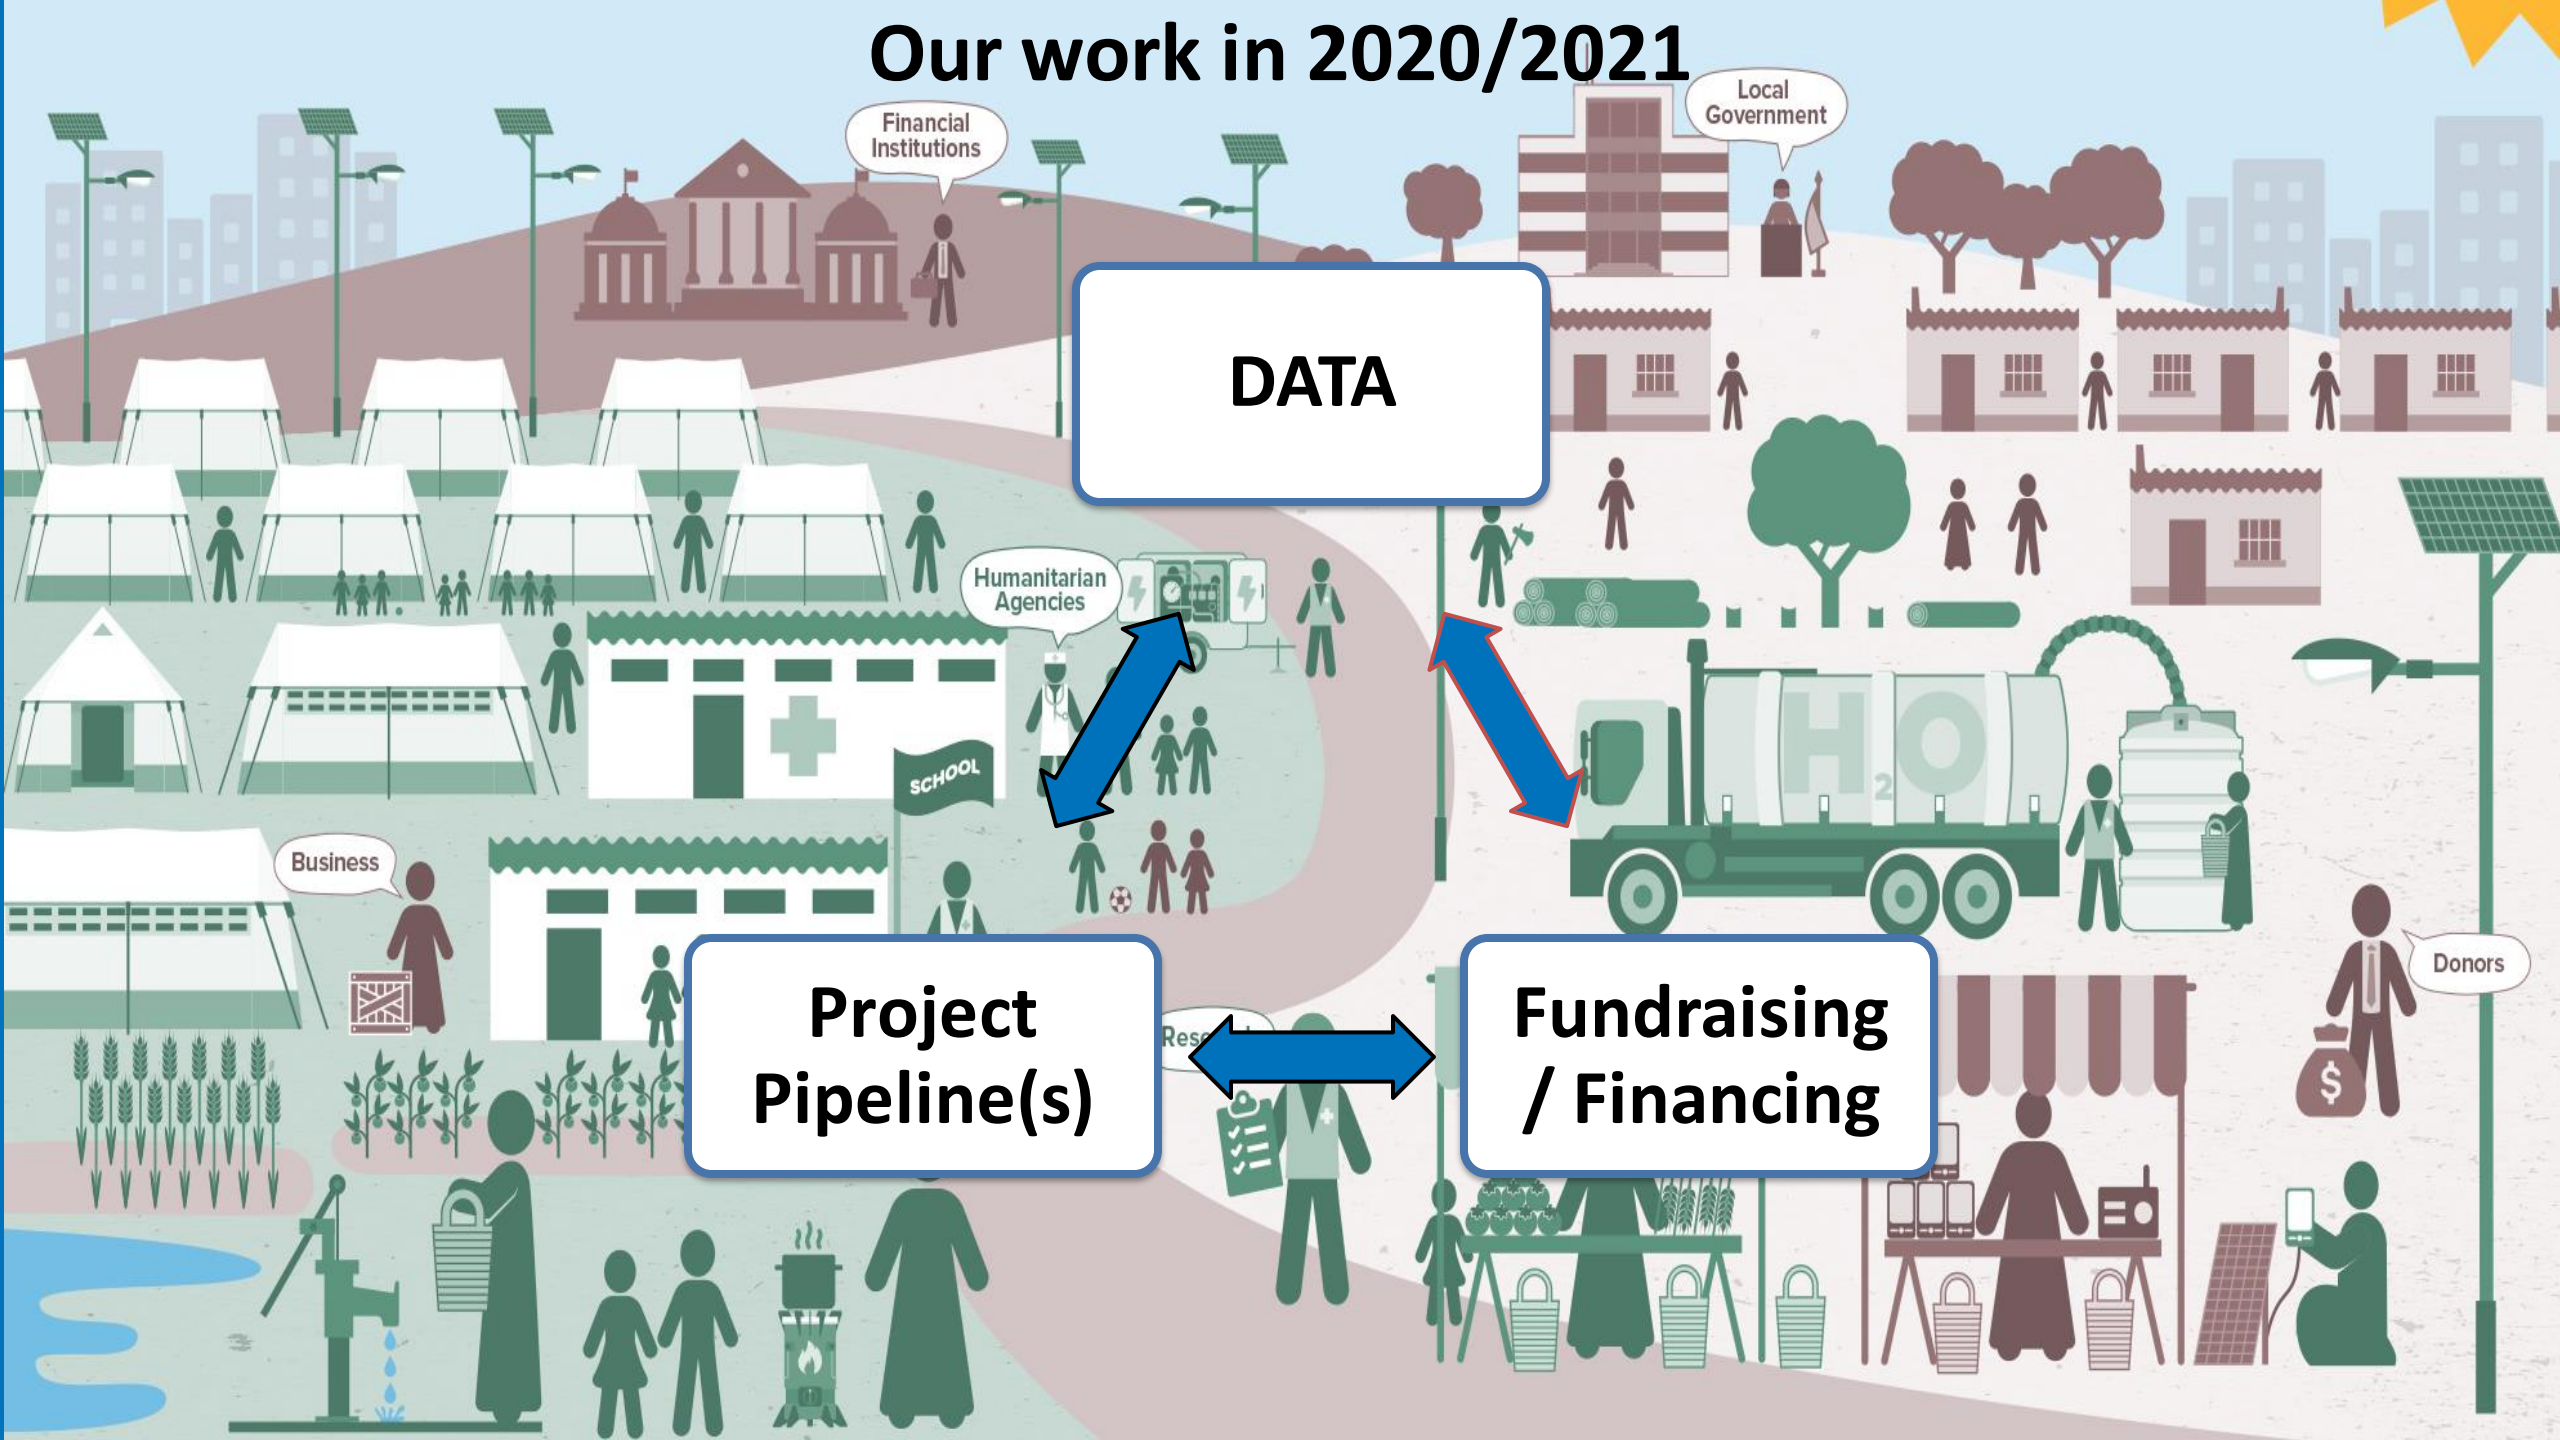 Our work in 2020/2021
Local
Government
Financial
Institutions
DATA
Humanitarian
Agencies
H2O
SCHOOL
Business
Donors
Project
Pipeline(s)
Fundraising
/ Financing
$